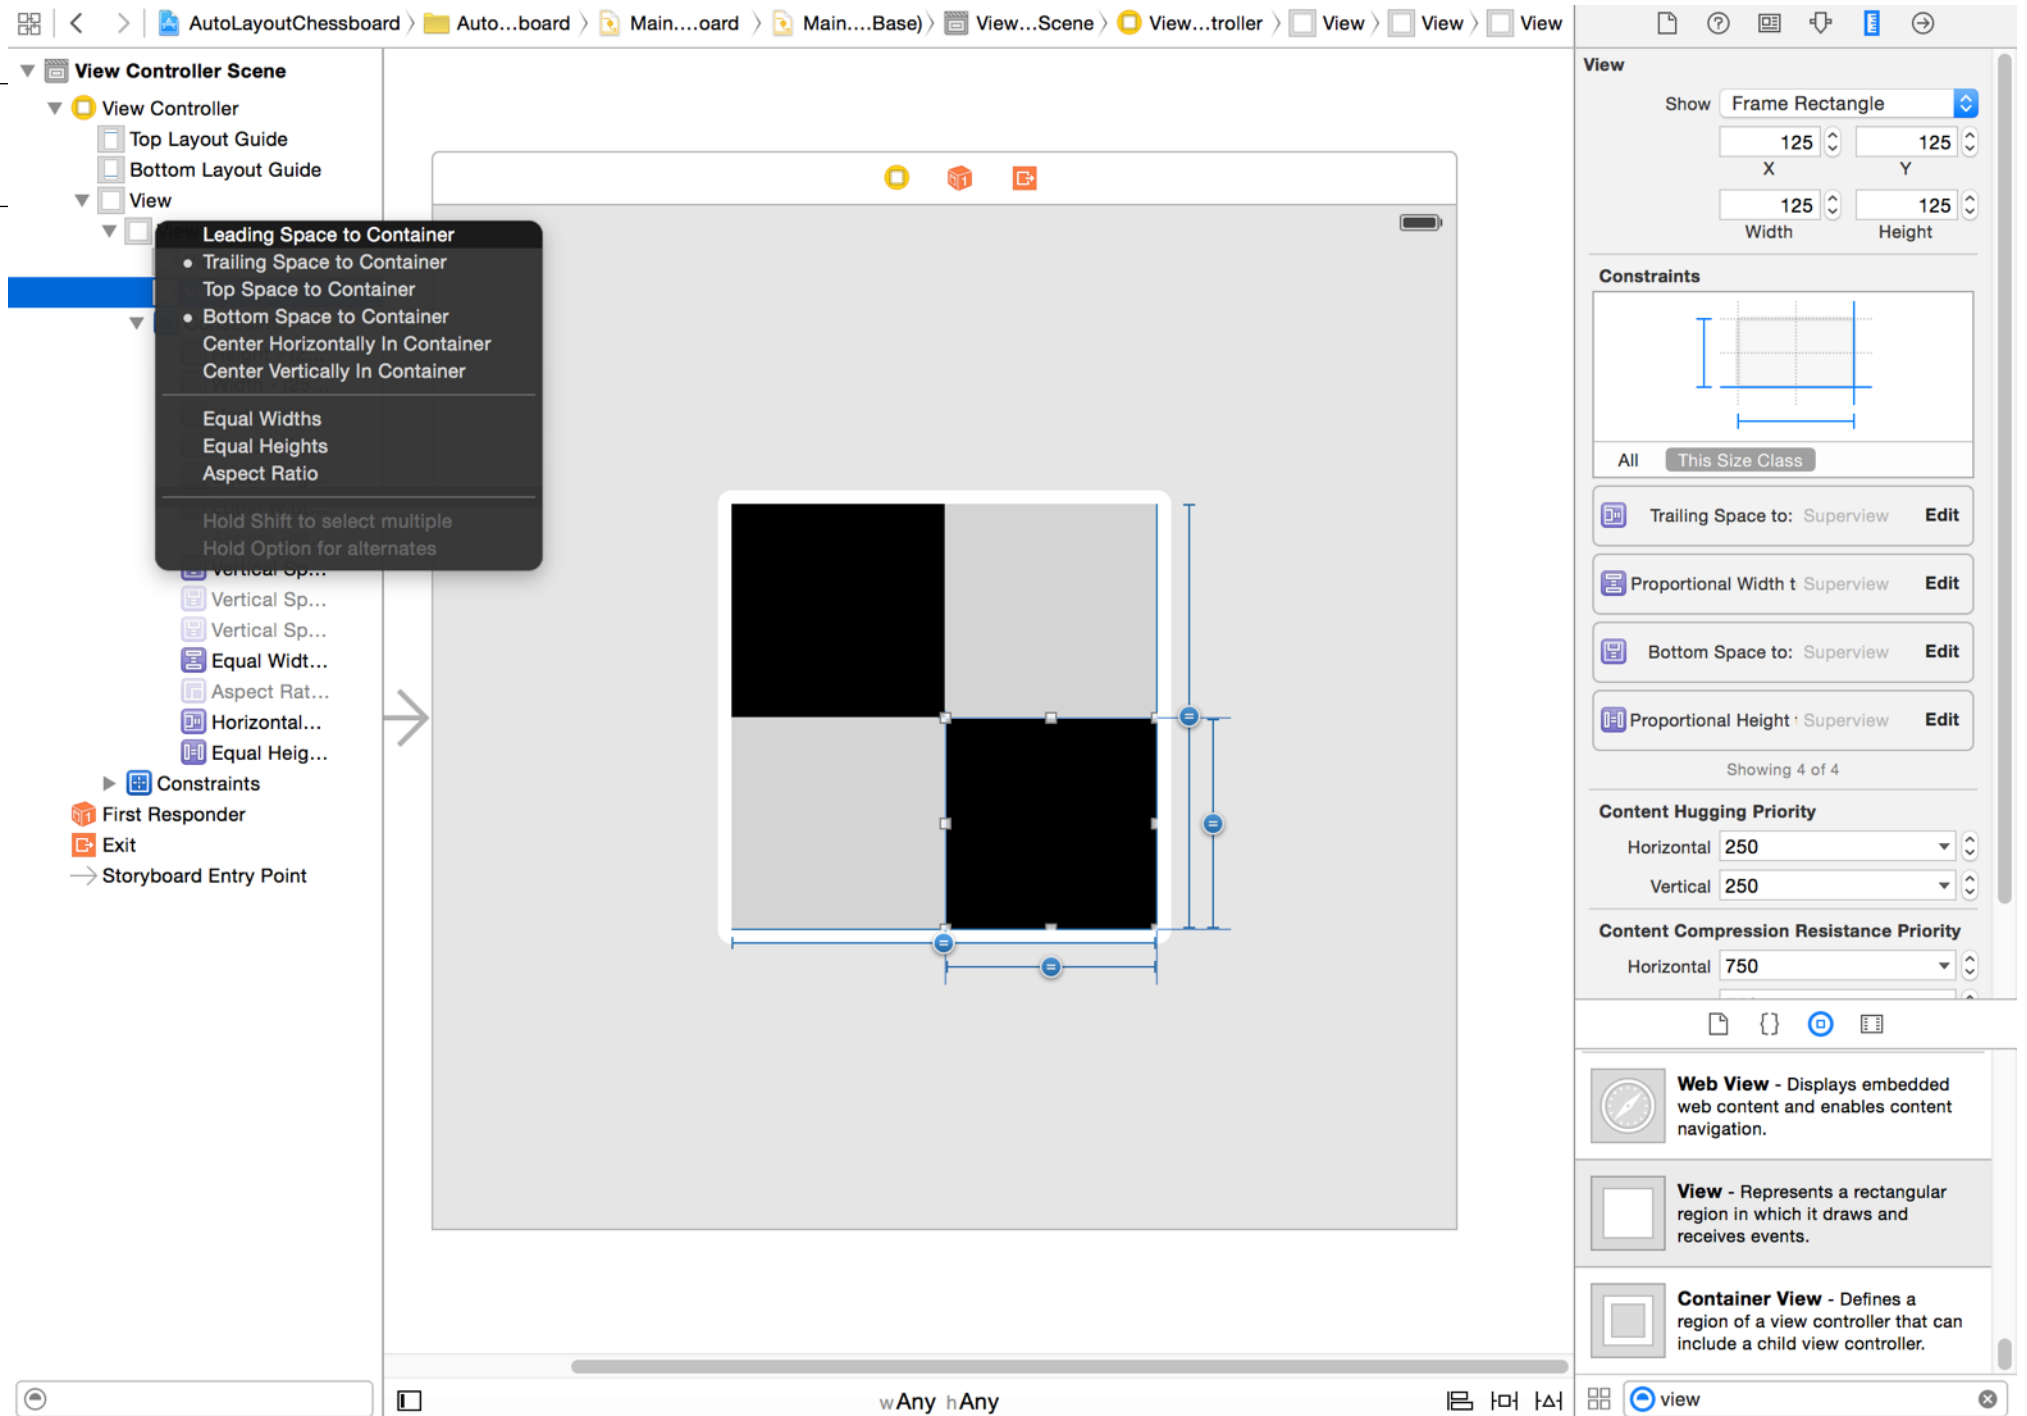 AutoLayoutChessboard
Auto...board
Main....oard
Main....Base)
View...Scene
View...troller
View
View
View
View Controller Scene
View Controller
Top Layout Guide
Bottom Layout Guide
View
Leading Space to Container
Trailing Space to Container
Top Space to Container
Bottom Space to Container
Center Horizontally In Container
Center Vertically In Container
Equal Widths
Equal Heights
Aspect Ratio
Hold Shift to select multiple
Hold Option for alternates
Vertical Sp...
Vertical Sp...
Vertical Sp...
Equal Widt...
Aspect Rat...
Horizontal...
Equal Heig...
Constraints
First Responder
Exit
Storyboard Entry Point
wAny hAny
View
Show Frame Rectangle
125 125
X Y
125 125
Width Height
Constraints
All This Size Class
Trailing Space to: Superview Edit
Proportional Width t Superview Edit
Bottom Space to: Superview Edit
Proportional Height Superview Edit
Showing 4 of 4
Content Hugging Priority
Horizontal 250
Vertical 250
Content Compression Resistance Priority
Horizontal 750
Web View - Displays embedded
web content and enables content
navigation.
View - Represents a rectangular
region in which it draws and
receives events.
Container View - Defines a
region of a view controller that can
include a child view controller.
view